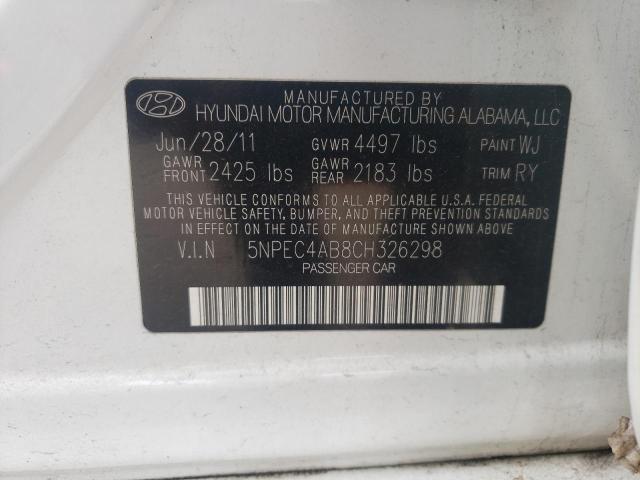 MANUFACTURED BY
HYUNDAI MOTOR MANUFACTURING ALABAMA, LLC
Jun/28/11 GVWR 4497 lbs PAINT WJ
GAWR FRONT 2425 lbs GAWR REAR 2183 lbs TRIM RY
THIS VEHICLE CONFORMS TO ALL APPLICABLE U.S.A. FEDERAL
MOTOR VEHICLE SAFETY, BUMPER, AND THEFT PREVENTION
STANDARDS IN EFFECT ON THE DATE OF MANUFACTURE SHOWN ABOVE.
V.I.N 5NPEC4AB8CH326298
PASSENGER CAR